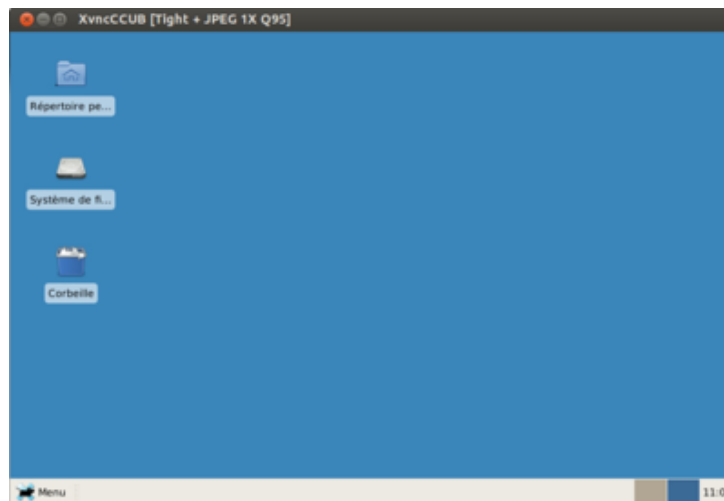 XvncCCUB [Tight + JPEG 1X Q95]
Répertoire pe...
Système de fi...
Corbeille
Menu